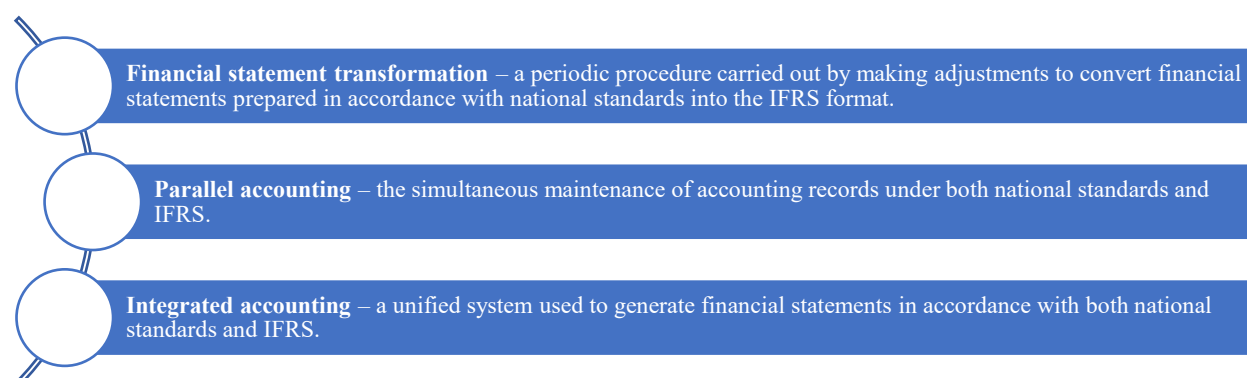 Financial statement transformation – a periodic procedure carried out by making adjustments to convert financial
statements prepared in accordance with national standards into the IFRS format.
Parallel accounting – the simultaneous maintenance of accounting records under both national standards and
IFRS.
Integrated accounting – a unified system used to generate financial statements in accordance with both national
standards and IFRS.